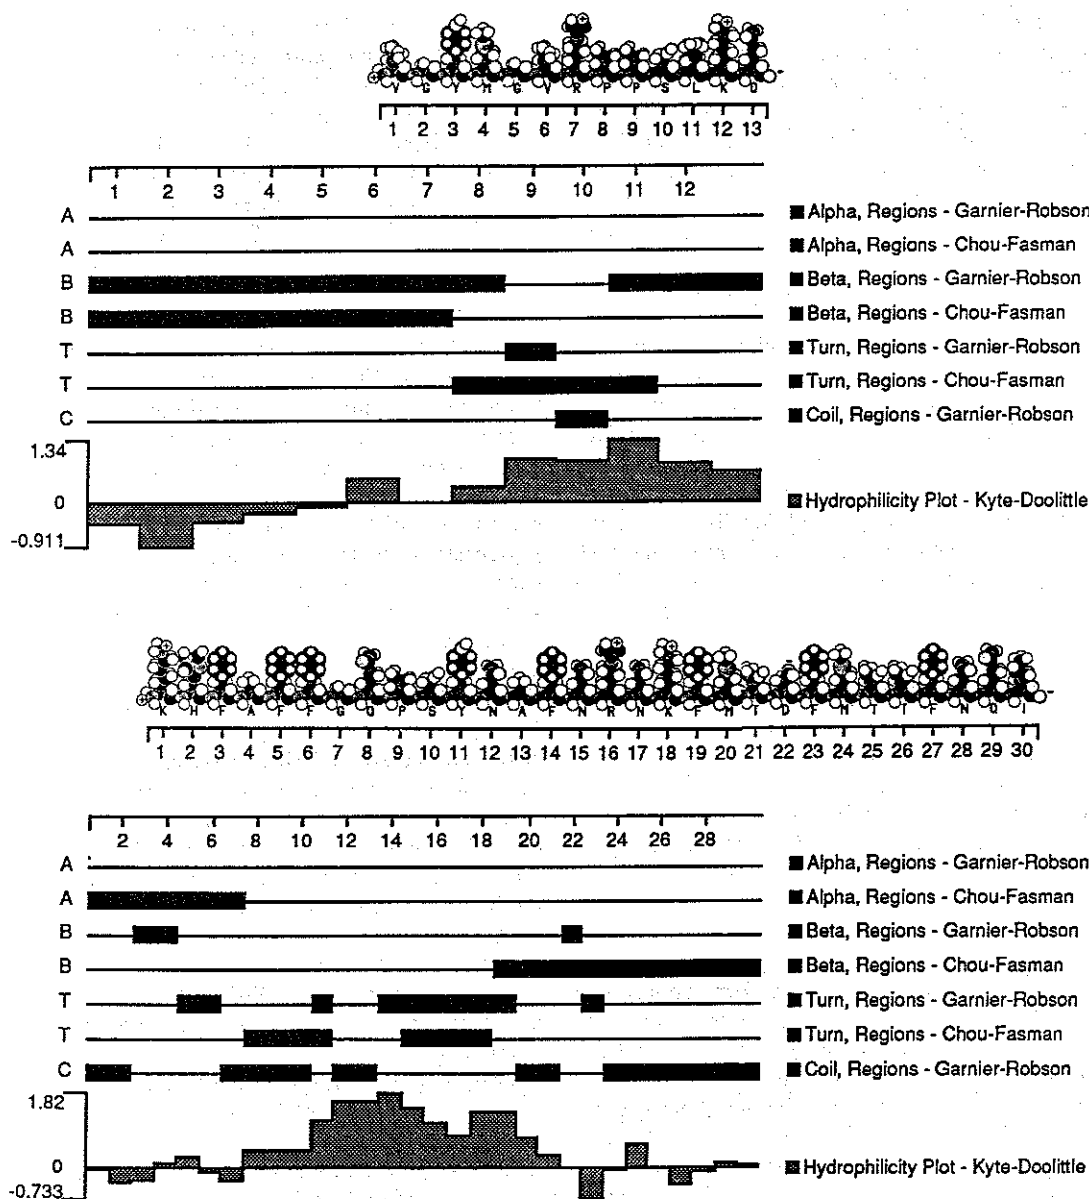 V G Y M G V R P P S L K D
1 2 3 4 5 6 7 8 9 10 11 12 13
1 2 3 4 5 6 7 8 9 10 11 12
A Alpha, Regions - Garnier-Robson
A Alpha, Regions - Chou-Fasman
B Beta, Regions - Garnier-Robson
B Beta, Regions - Chou-Fasman
T Turn, Regions - Garnier-Robson
T Turn, Regions - Chou-Fasman
C Coil, Regions - Garnier-Robson
1.34
0 Hydrophilicity Plot - Kyte-Doolittle
-0.911
K H F A F F G Q P S Y N A F N R N K F M T D F M T T F N Q I
1 2 3 4 5 6 7 8 9 10 11 12 13 14 15 16 17 18 19 20 21 22 23 24 25 26 27 28 29 30
2 4 6 8 10 12 14 16 18 20 22 24 26 28
A Alpha, Regions - Garnier-Robson
A Alpha, Regions - Chou-Fasman
B Beta, Regions - Garnier-Robson
B Beta, Regions - Chou-Fasman
T Turn, Regions - Garnier-Robson
T Turn, Regions - Chou-Fasman
C Coil, Regions - Garnier-Robson
1.82
0 Hydrophilicity Plot - Kyte-Doolittle
-0.733